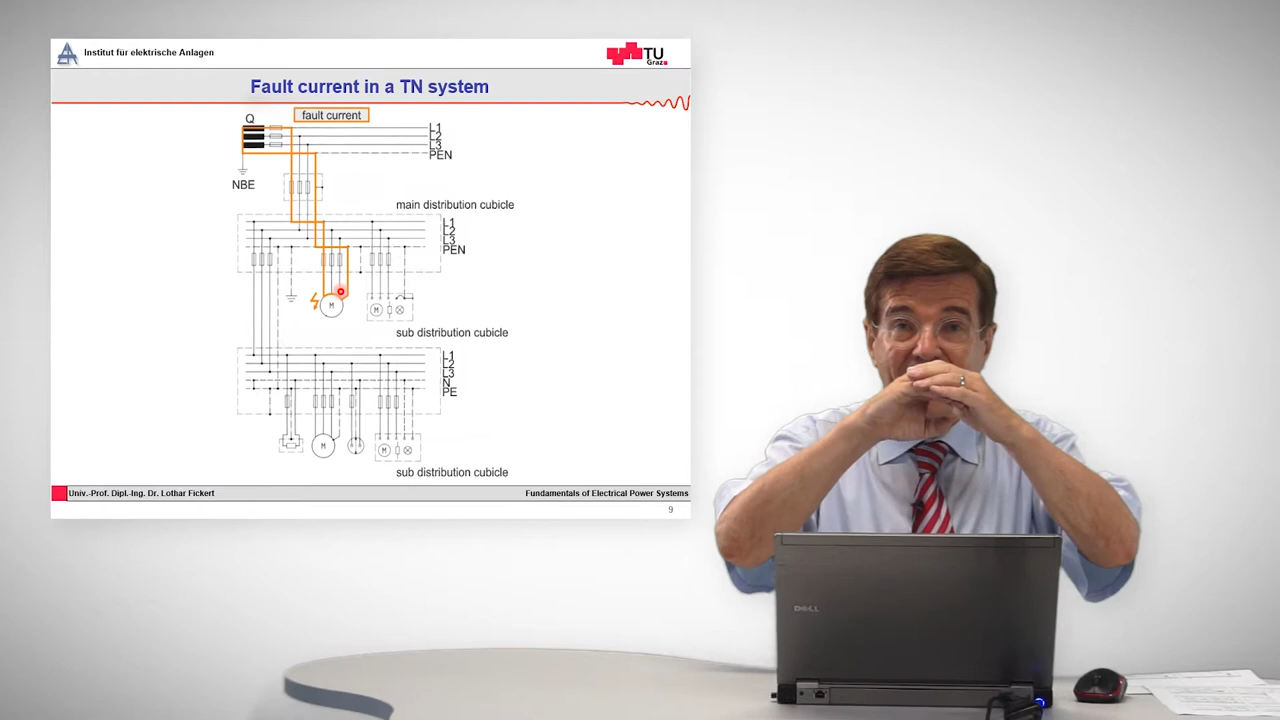 Institut für elektrische Anlagen
TU
Graz
Fault current in a TN system
fault current
Q
L1
L2
L3
PEN
NBE
main distribution cubicle
L1
L2
L3
PEN
M
M
sub distribution cubicle
L1
L2
L3
N
PE
M
M
sub distribution cubicle
Univ.-Prof. Dipl.-Ing. Dr. Lothar Fickert
Fundamentals of Electrical Power Systems
9
DELL